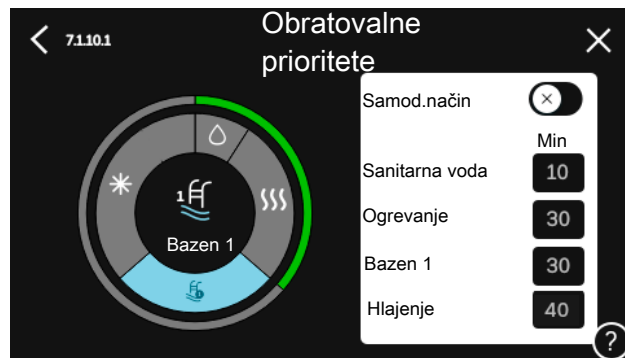 7.1.10.1
Obratovalne
prioritete
Samod.način
Min
Sanitarna voda 10
Ogrevanje 30
Bazen 1 30
Hlajenje 40
1
Bazen 1
1
?